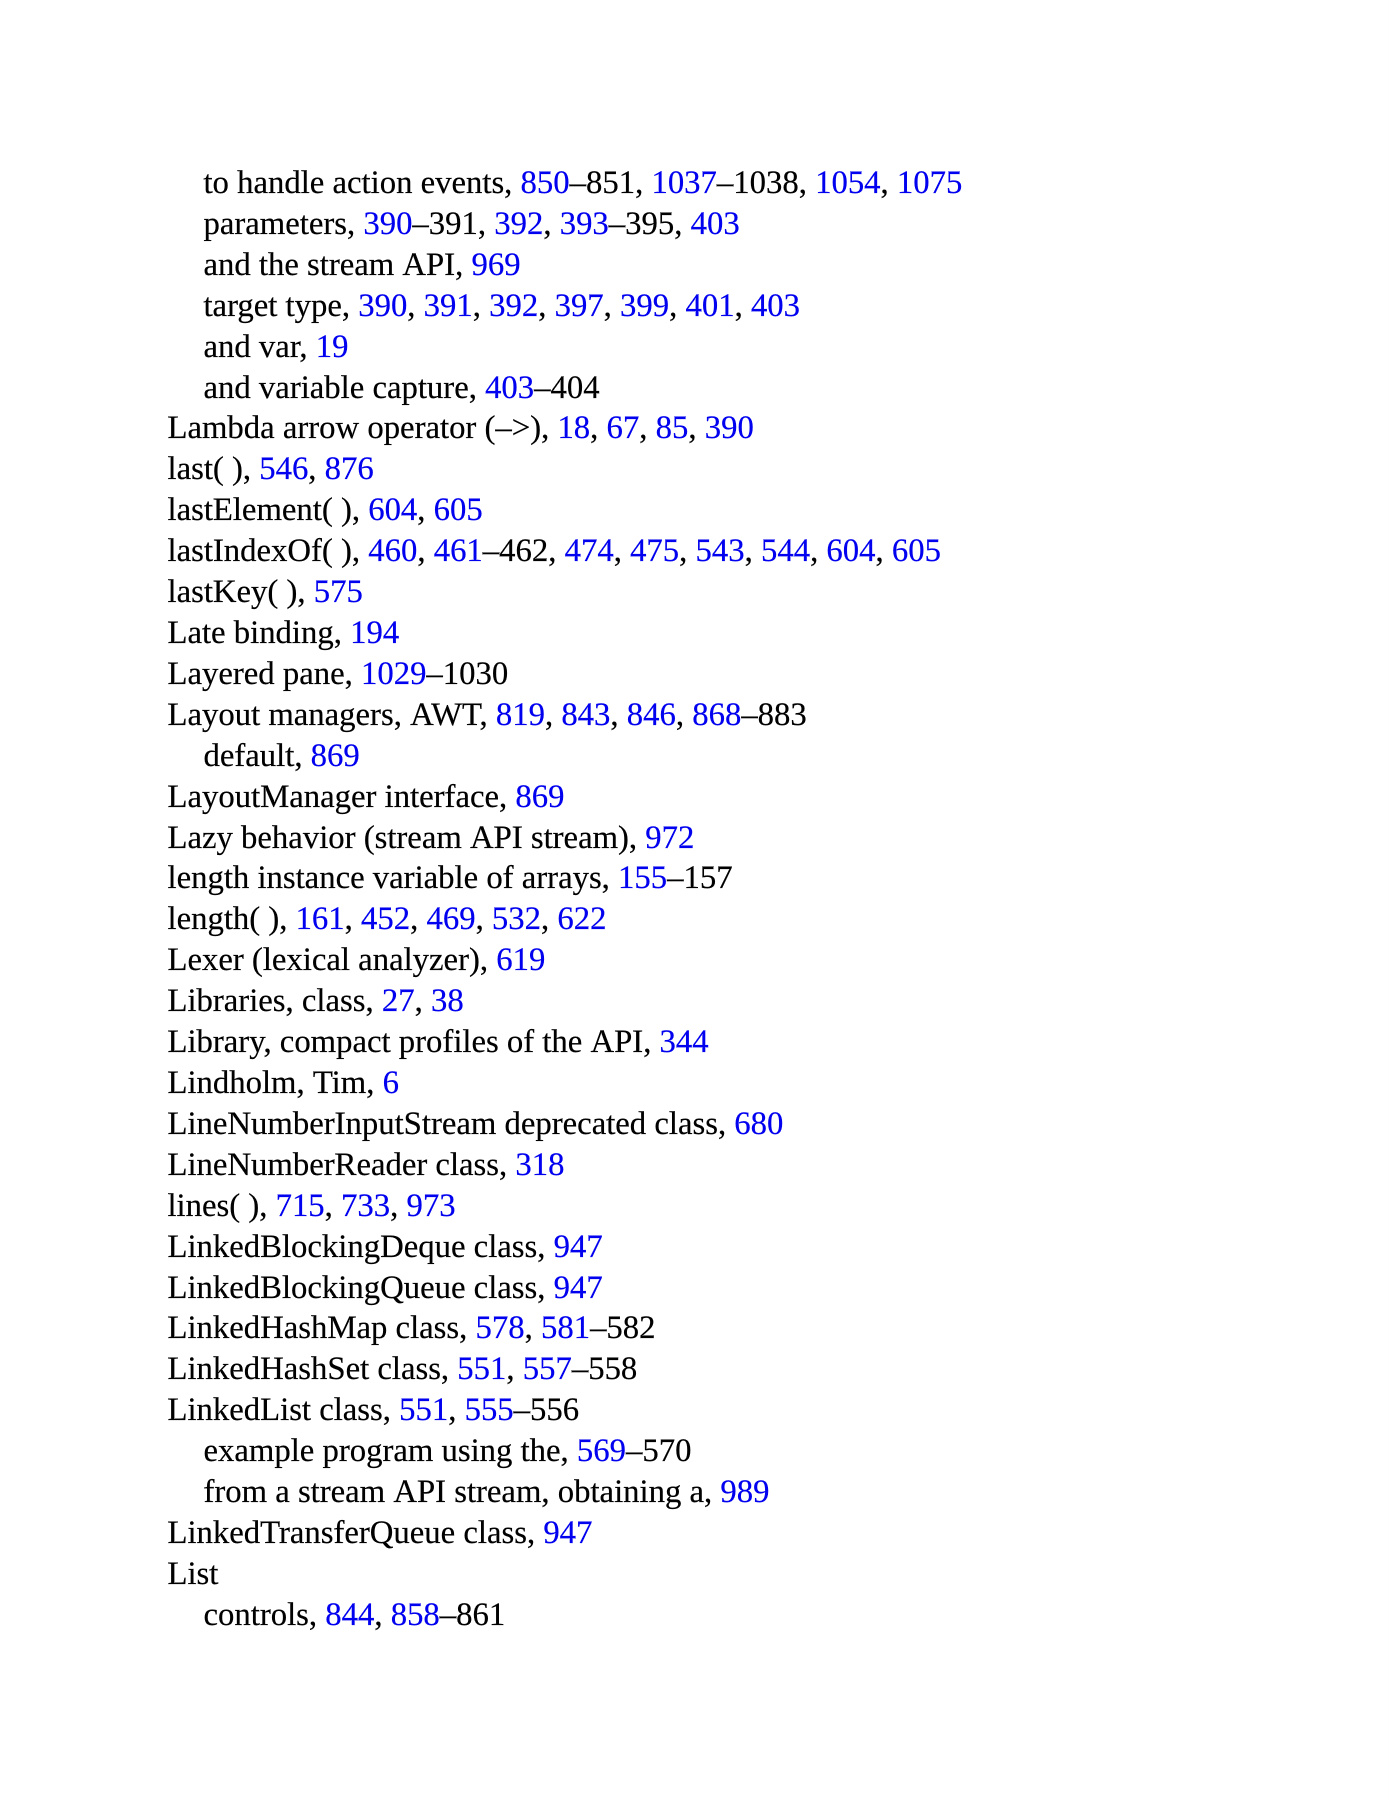 to handle action events, 850–851, 1037–1038, 1054, 1075
parameters, 390–391, 392, 393–395, 403
and the stream API, 969
target type, 390, 391, 392, 397, 399, 401, 403
and var, 19
and variable capture, 403–404
Lambda arrow operator (–>), 18, 67, 85, 390
last( ), 546, 876
lastElement( ), 604, 605
lastIndexOf( ), 460, 461–462, 474, 475, 543, 544, 604, 605
lastKey( ), 575
Late binding, 194
Layered pane, 1029–1030
Layout managers, AWT, 819, 843, 846, 868–883
default, 869
LayoutManager interface, 869
Lazy behavior (stream API stream), 972
length instance variable of arrays, 155–157
length( ), 161, 452, 469, 532, 622
Lexer (lexical analyzer), 619
Libraries, class, 27, 38
Library, compact profiles of the API, 344
Lindholm, Tim, 6
LineNumberInputStream deprecated class, 680
LineNumberReader class, 318
lines( ), 715, 733, 973
LinkedBlockingDeque class, 947
LinkedBlockingQueue class, 947
LinkedHashMap class, 578, 581–582
LinkedHashSet class, 551, 557–558
LinkedList class, 551, 555–556
example program using the, 569–570
from a stream API stream, obtaining a, 989
LinkedTransferQueue class, 947
List
controls, 844, 858–861